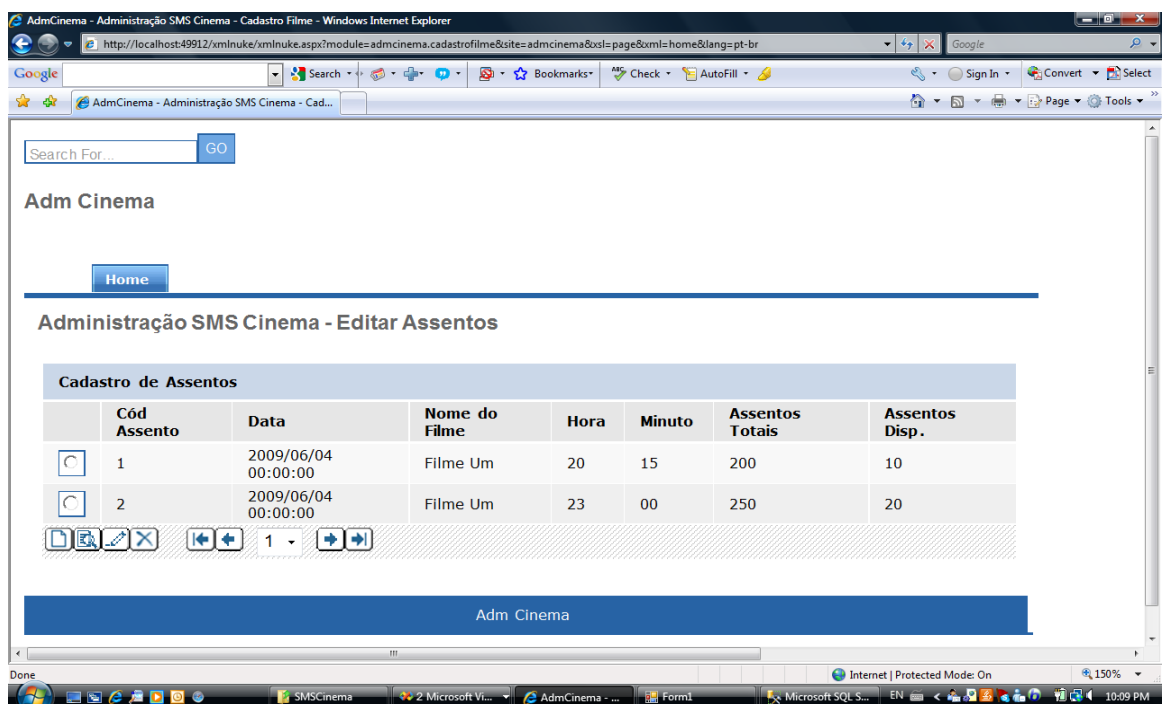 AdmCinema - Administração SMS Cinema - Cadastro Filme - Windows Internet Explorer
http://localhost:49912/xmlnuke/xmlnuke.aspx?module=admcinema.cadastrofilme&site=admcinema&xsl=page&xml=home&lang=pt-br
Google
Google Search Bookmarks Check AutoFill Sign In Convert Select
AdmCinema - Administração SMS Cinema - Cad... Page Tools
Search For... GO
Adm Cinema
Home
Administração SMS Cinema - Editar Assentos
Cadastro de Assentos
Cód Assento Data Nome do Filme Hora Minuto Assentos Totais Assentos Disp.
1 2009/06/04 00:00:00 Filme Um 20 15 200 10
2 2009/06/04 00:00:00 Filme Um 23 00 250 20
1
Adm Cinema
Done Internet | Protected Mode: On 150%
SMSCinema 2 Microsoft Vi... AdmCinema - ... Form1 Microsoft SQL S... EN 10:09 PM